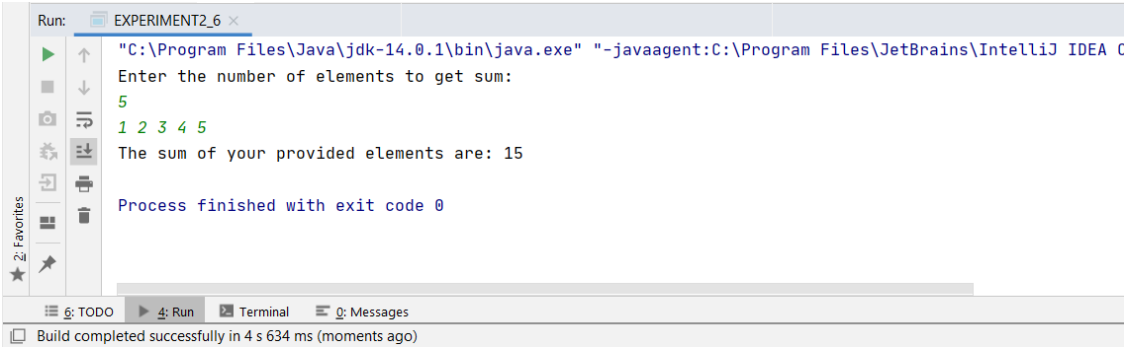 Run: EXPERIMENT2_6
"C:\Program Files\Java\jdk-14.0.1\bin\java.exe" "-javaagent:C:\Program Files\JetBrains\IntelliJ IDEA C
Enter the number of elements to get sum:
5
1 2 3 4 5
The sum of your provided elements are: 15
Process finished with exit code 0
2: Favorites
6: TODO 4: Run Terminal 0: Messages
Build completed successfully in 4 s 634 ms (moments ago)